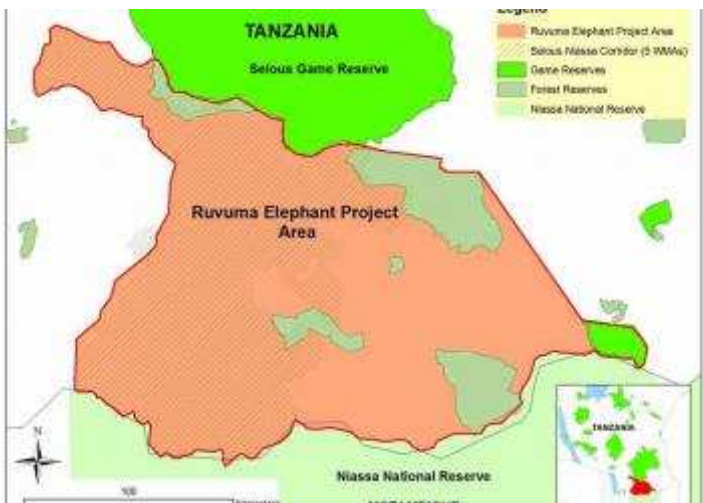 Legend
TANZANIA
Ruvuma Elephant Project Area
Selous Niassa Corridor (5 WMAs)
Selous Game Reserve
Game Reserves
Forest Reserves
Niassa National Reserve
Ruvuma Elephant Project
Area
TANZANIA
N
Niassa National Reserve
100